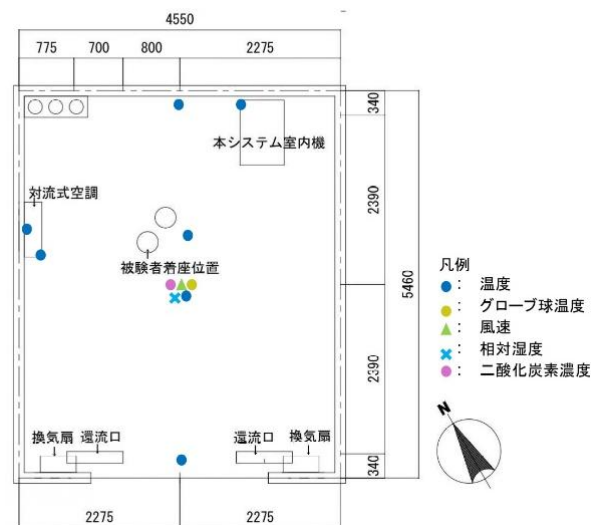 4550
775
700
800
2275
本システム室内機
340
2390
対流式空調
被験者着座位置
5460
凡例
： 温度
： グローブ球温度
： 風速
： 相対湿度
： 二酸化炭素濃度
2390
N
換気扇
還流口
還流口
換気扇
340
2275
2275